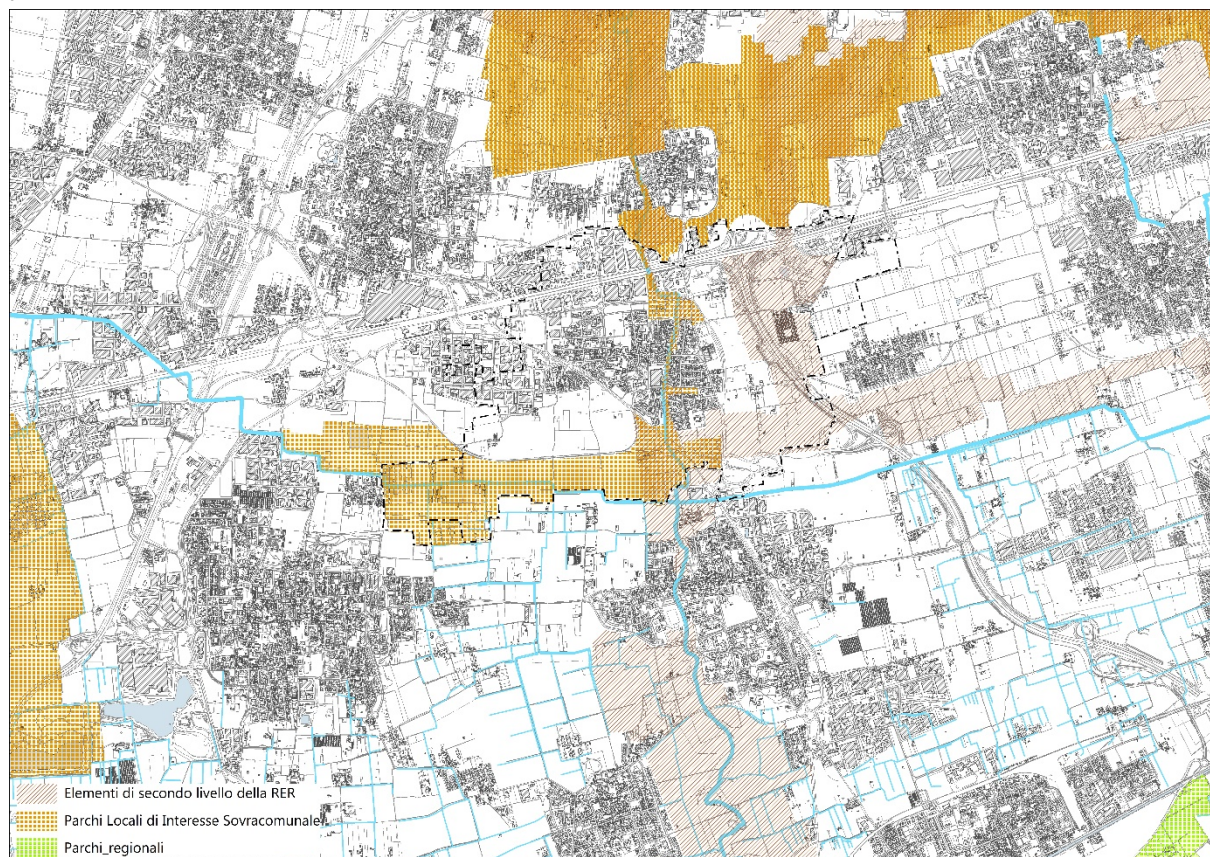 Elementi di secondo livello della RER
Parchi Locali di Interesse Sovracomunale
Parchi_regionali